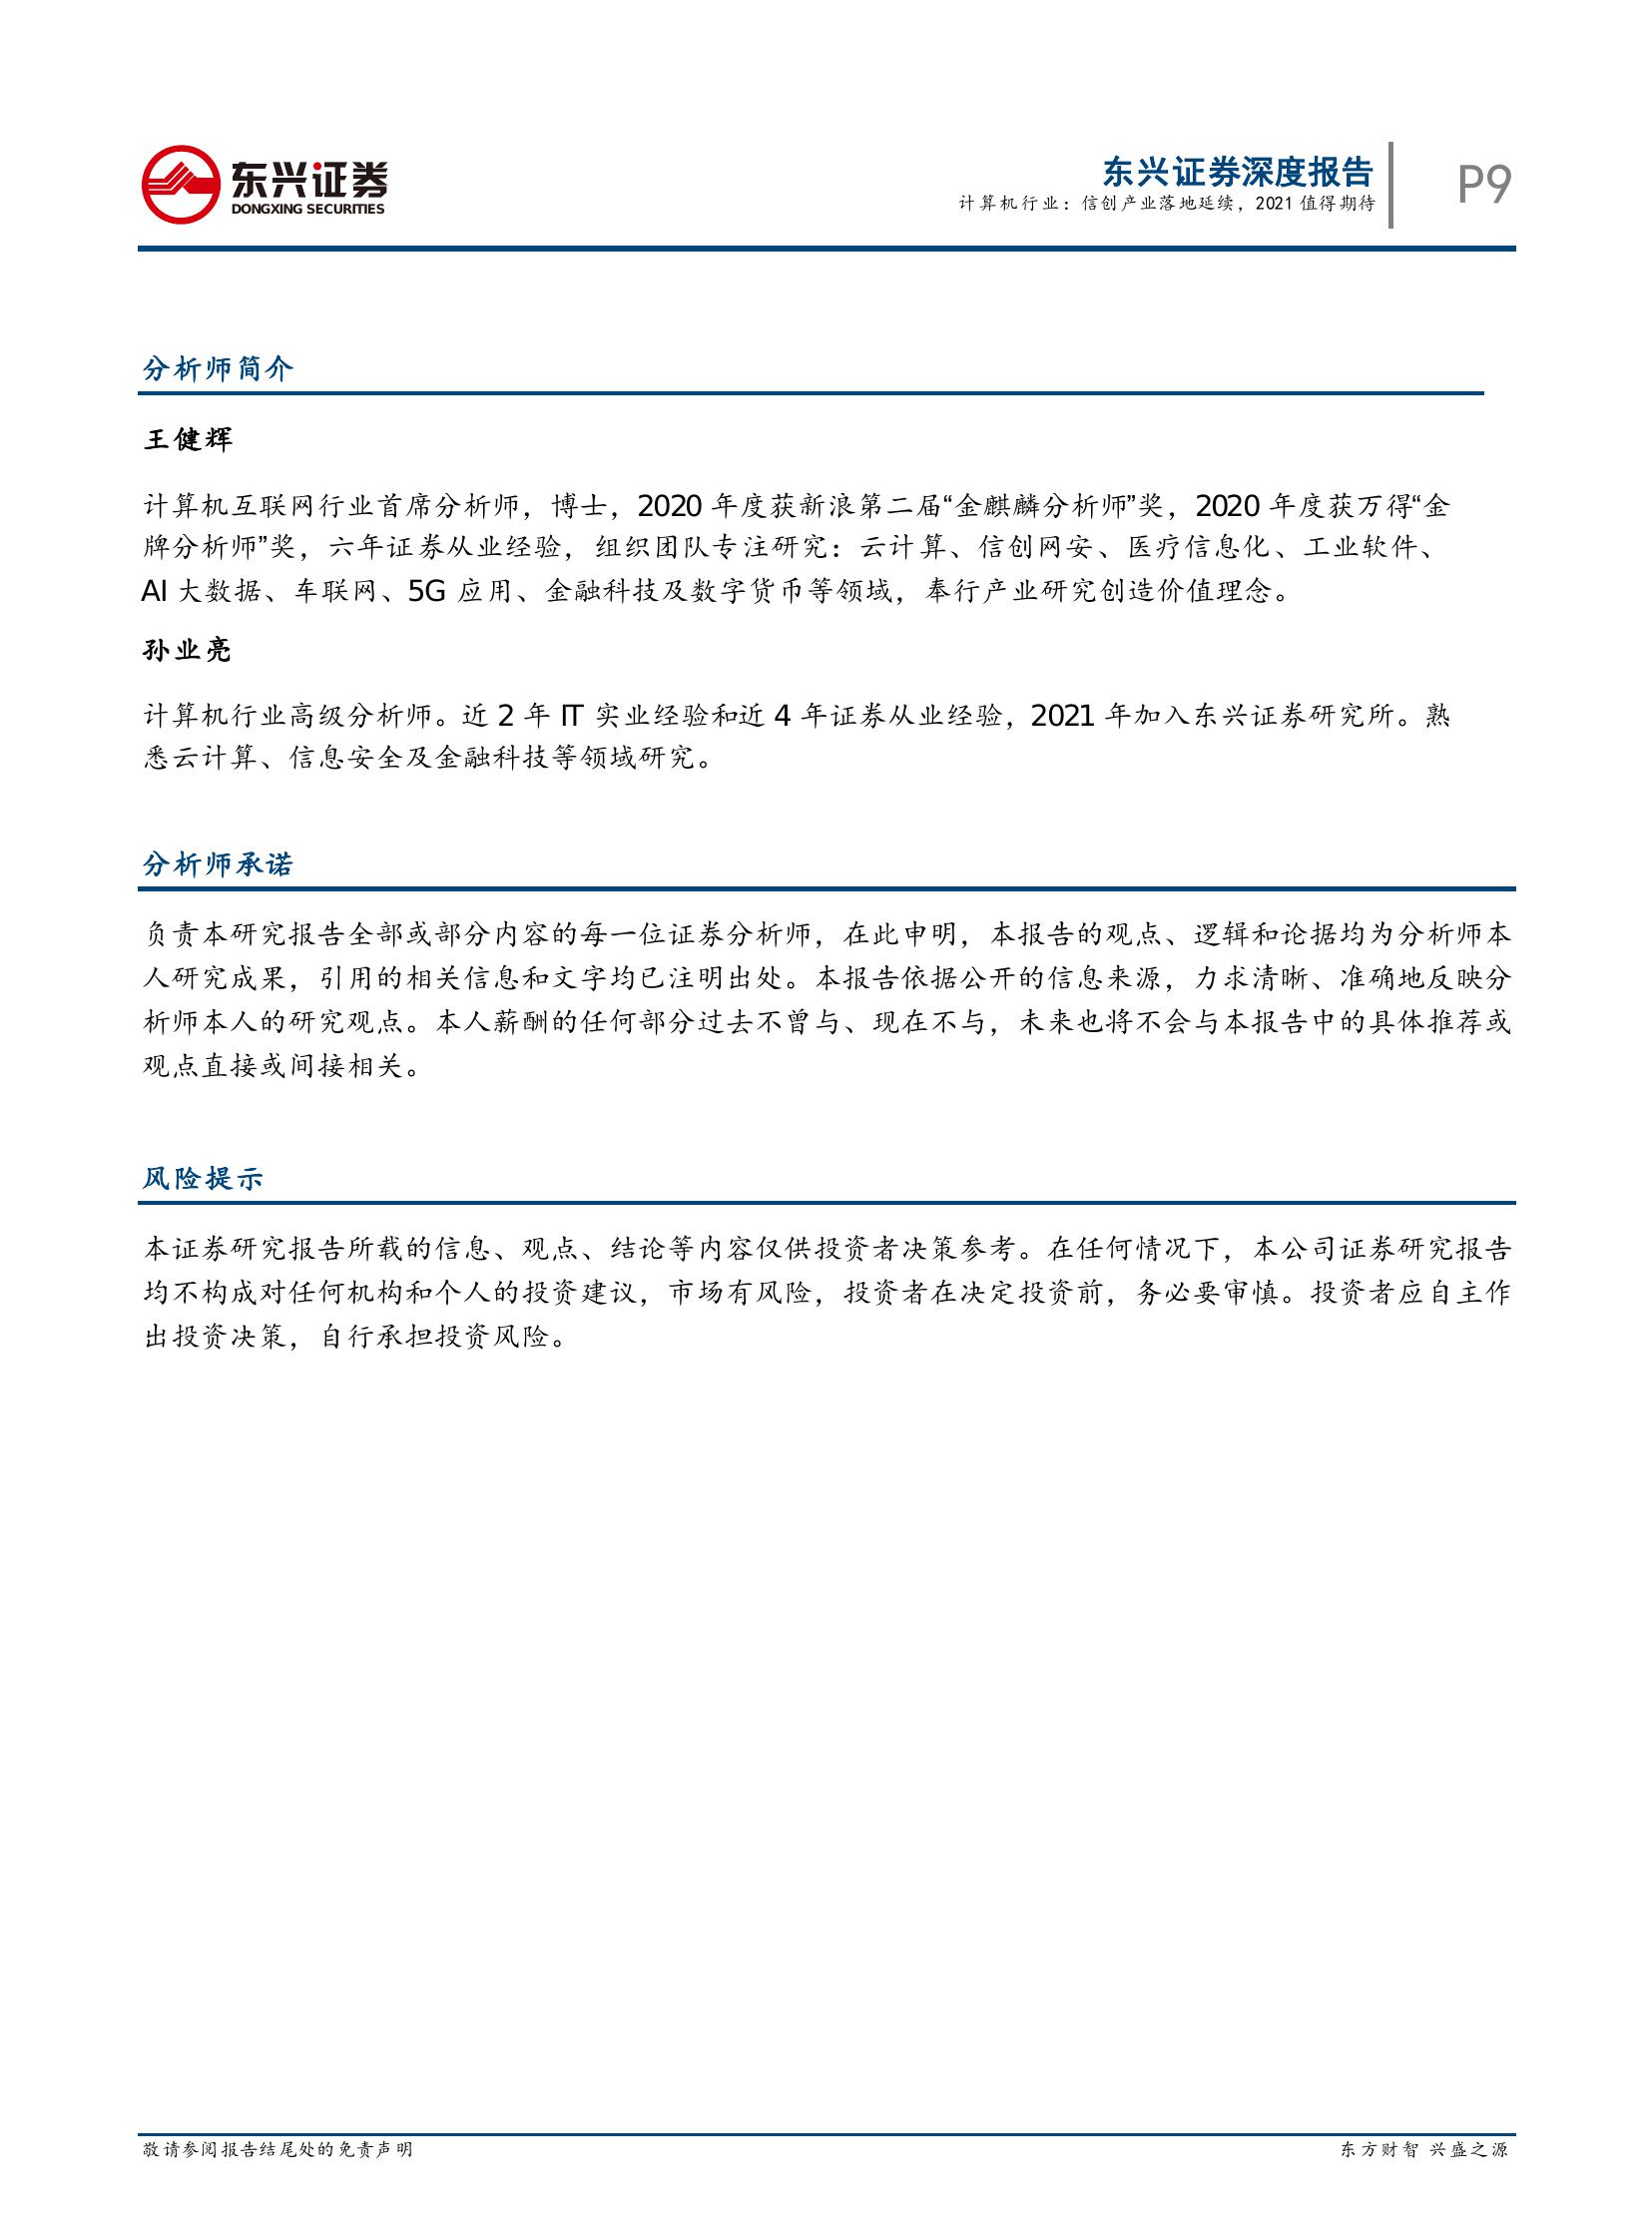 东兴证券
DONGXING SECURITIES
东兴证券深度报告
计算机行业：信创产业落地延续，2021 值得期待
P9
分析师简介
王健辉
计算机互联网行业首席分析师，博士，2020 年度获新浪第二届“金麒麟分析师”奖，2020 年度获万得“金
牌分析师”奖，六年证券从业经验，组织团队专注研究：云计算、信创网安、医疗信息化、工业软件、
AI 大数据、车联网、5G 应用、金融科技及数字货币等领域，奉行产业研究创造价值理念。
孙业亮
计算机行业高级分析师。近 2 年 IT 实业经验和近 4 年证券从业经验，2021 年加入东兴证券研究所。熟
悉云计算、信息安全及金融科技等领域研究。
分析师承诺
负责本研究报告全部或部分内容的每一位证券分析师，在此申明，本报告的观点、逻辑和论据均为分析师本
人研究成果，引用的相关信息和文字均已注明出处。本报告依据公开的信息来源，力求清晰、准确地反映分
析师本人的研究观点。本人薪酬的任何部分过去不曾与、现在不与，未来也将不会与本报告中的具体推荐或
观点直接或间接相关。
风险提示
本证券研究报告所载的信息、观点、结论等内容仅供投资者决策参考。在任何情况下，本公司证券研究报告
均不构成对任何机构和个人的投资建议，市场有风险，投资者在决定投资前，务必要审慎。投资者应自主作
出投资决策，自行承担投资风险。
敬请参阅报告结尾处的免责声明
东方财智 兴盛之源